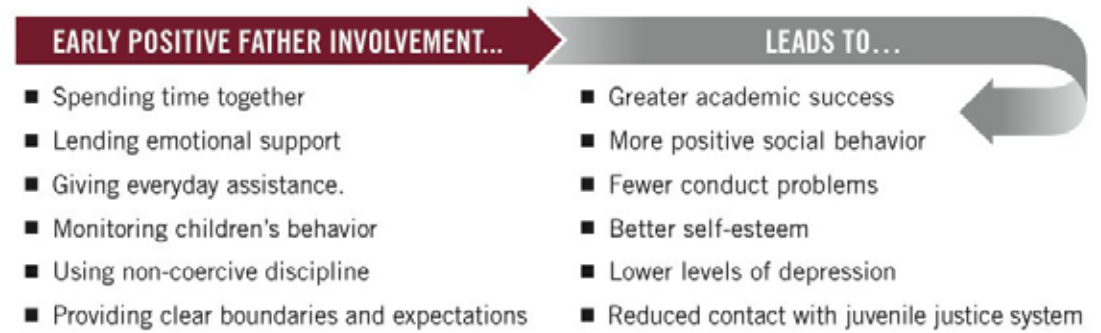 EARLY POSITIVE FATHER INVOLVEMENT...
■ Spending time together
■ Lending emotional support
■ Giving everyday assistance.
■ Monitoring children's behavior
■ Using non-coercive discipline
■ Providing clear boundaries and expectations
LEADS TO...
■ Greater academic success
■ More positive social behavior
■ Fewer conduct problems
■ Better self-esteem
■ Lower levels of depression
■ Reduced contact with juvenile justice system